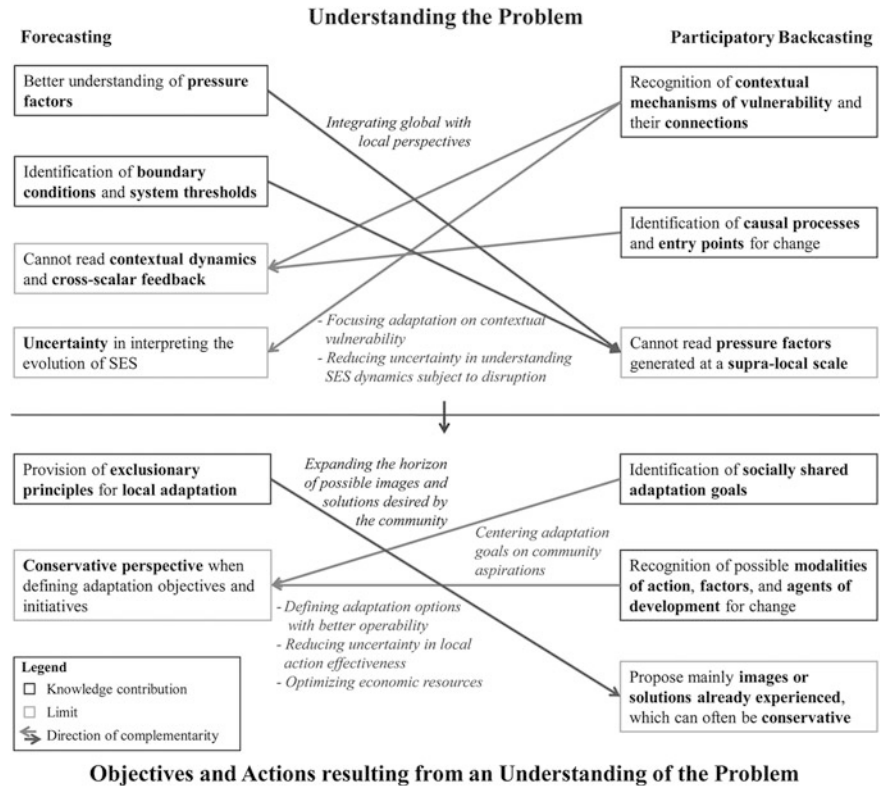 Understanding the Problem
Forecasting
Participatory Backcasting
Better understanding of pressure
factors
Recognition of contextual
mechanisms of vulnerability and
their connections
Integrating global with
local perspectives
Identification of boundary
conditions and system thresholds
Identification of causal processes
and entry points for change
Cannot read contextual dynamics
and cross-scalar feedback
Uncertainty in interpreting the
evolution of SES
- Focusing adaptation on contextual
vulnerability
- Reducing uncertainty in understanding
SES dynamics subject to disruption
Cannot read pressure factors
generated at a supra-local scale
Provision of exclusionary
principles for local adaptation
Expanding the horizon
of possible images and
solutions desired by
the community
Identification of socially shared
adaptation goals
Centering adaptation
goals on community
aspirations
Conservative perspective when
defining adaptation objectives and
initiatives
Recognition of possible modalities
of action, factors, and agents of
development for change
- Defining adaptation options
with better operability
- Reducing uncertainty in local
action effectiveness
- Optimizing economic resources
Legend
Knowledge contribution
Limit
Direction of complementarity
Propose mainly images or
solutions already experienced,
which can often be conservative
Objectives and Actions resulting from an Understanding of the Problem